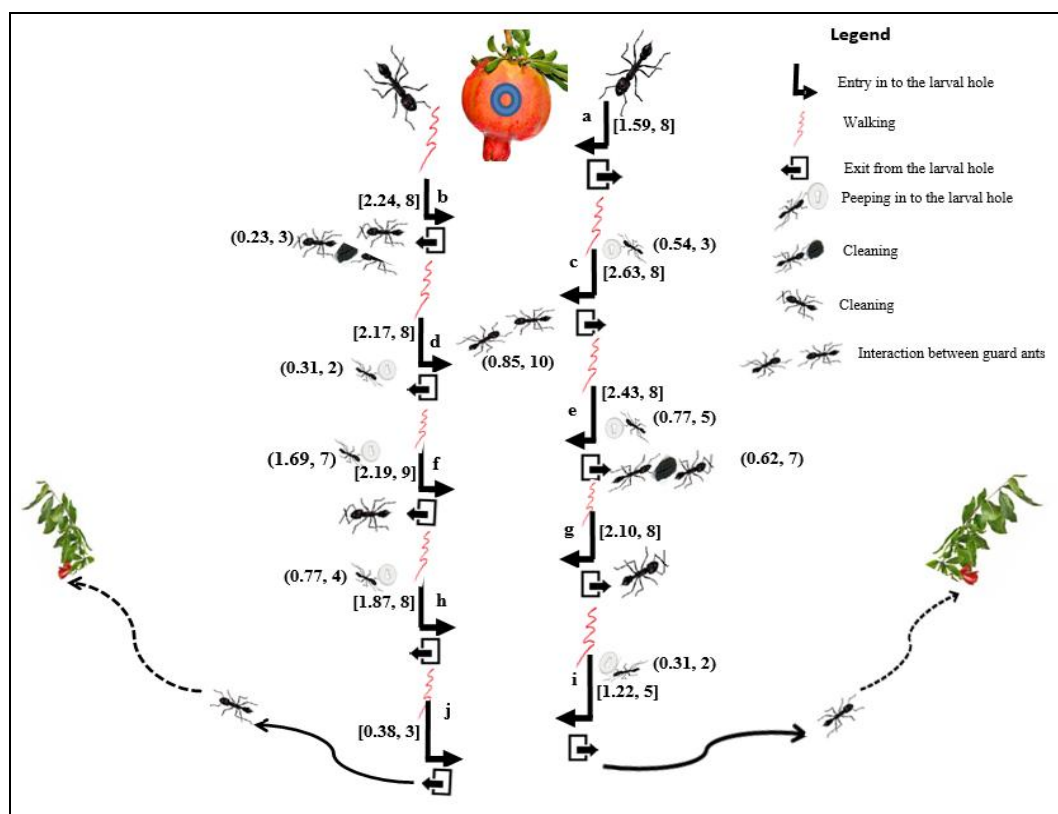 Legend
Entry in to the larval hole
Walking
Exit from the larval hole
Peeping in to the larval hole
Cleaning
Cleaning
Interaction between guard ants
a
[1.59, 8]
b
[2.24, 8]
(0.23, 3)
(0.54, 3)
c
[2.63, 8]
[2.17, 8]
d
(0.85, 10)
(0.31, 2)
[2.43, 8]
e
(0.77, 5)
(1.69, 7)
[2.19, 9]
f
(0.62, 7)
g
[2.10, 8]
(0.77, 4)
[1.87, 8]
h
(0.31, 2)
i
[1.22, 5]
j
[0.38, 3]